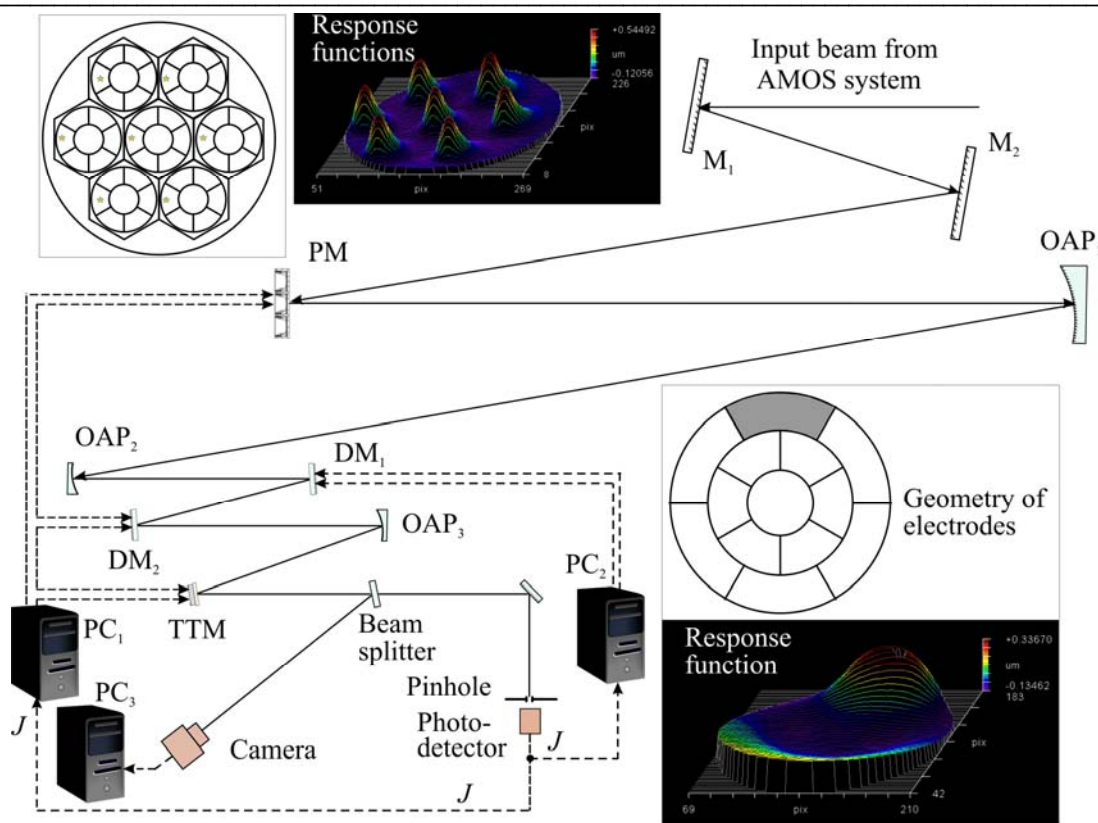 Response
functions
+0.54492
um
-0.12056
226
pix
8
51
pix
269
Input beam from
AMOS system
M1
M2
PM
OAP
OAP2
DM1
DM2
OAP3
Geometry of
electrodes
PC2
PC1
TTM
Beam
splitter
PC3
Pinhole
Photo-
detector
J
J
Camera
J
Response
function
+0.33670
um
-0.13462
183
pix
42
69
pix
210